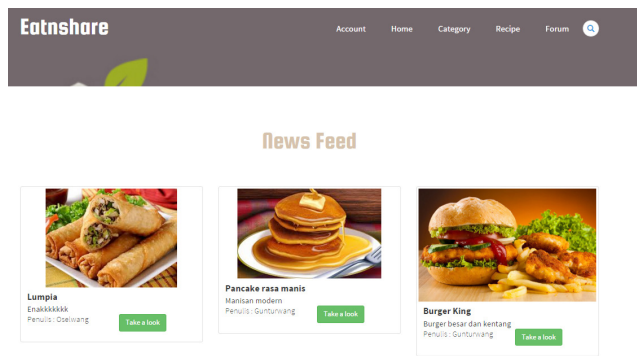 Eatnshare
Account Home Category Recipe Forum
News Feed
Lumpia
Enakkkkkkk
Penulis : Oseiwang
Take a look
Pancake rasa manis
Manisan modern
Penulis : Gunturwang
Take a look
Burger King
Burger besar dan kentang
Penulis : Gunturwang
Take a look